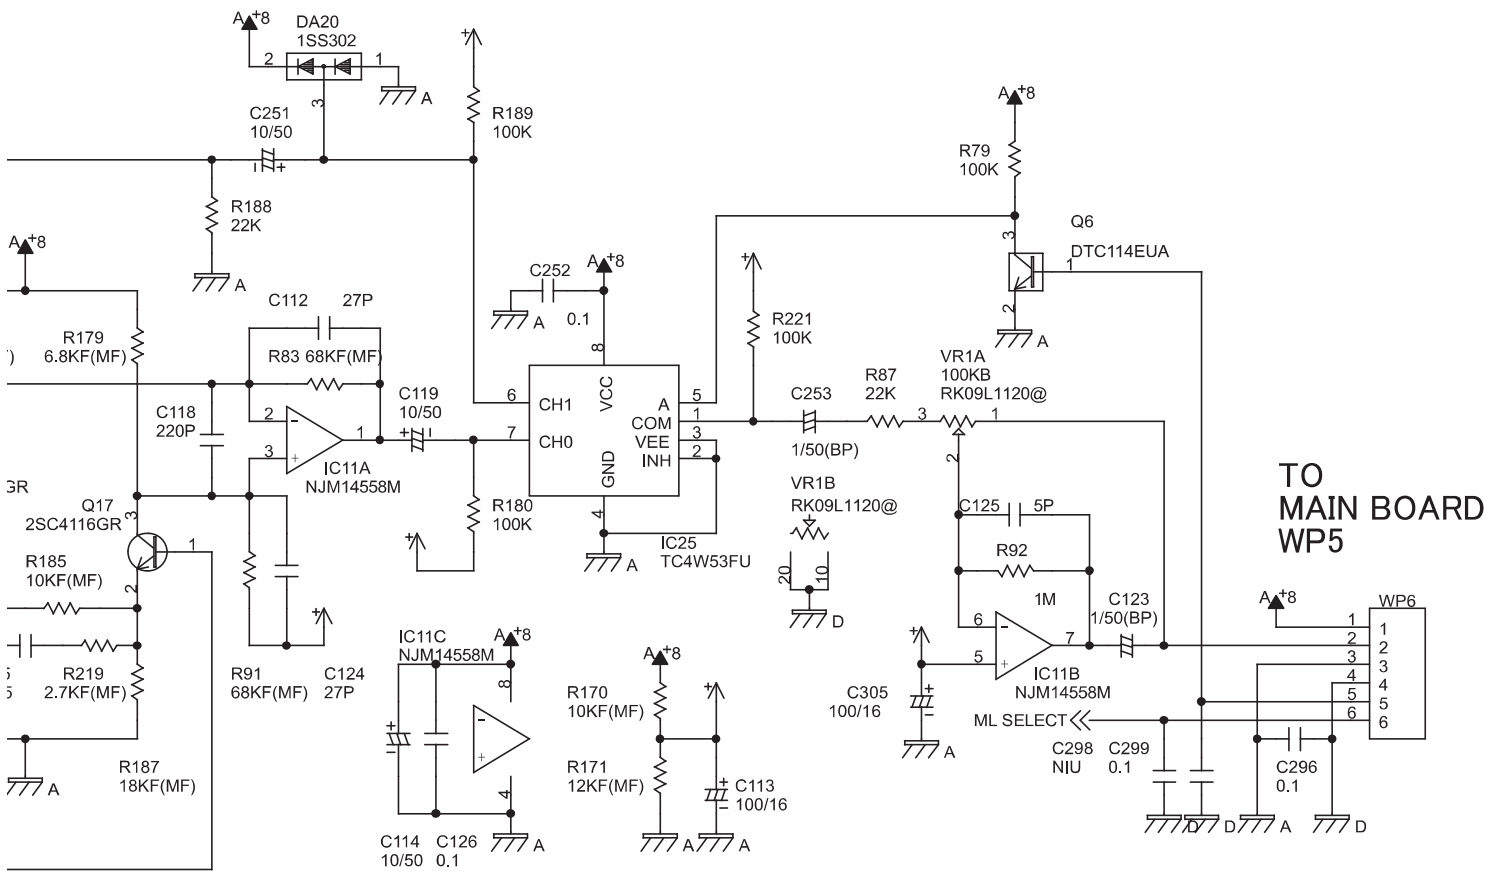 A +8
DA20
1SS302
2
1
3
A
+
C251
10/50
R189
100K
A +8
R79
100K
R188
22K
A
A +8
Q6
DTC114EUA
3
1
2
A
C252
A +8
A
0.1
+
C112 27P
R179
6.8KF(MF)
)
R83 68KF(MF)
R221
100K
8
VR1A
100KB
RK09L1120@
C118
220P
C119
10/50
6 CH1
7 CH0
VCC
GND
A 5
COM 1
VEE 3
INH 2
4
C253
1/50(BP)
R87
22K
3
1
2
2
3
1
IC11A
NJM14558M
VR1B
RK09L1120@
20
10
D
GR
Q17
2SC4116GR
3
1
2
R180
100K
+
A
IC25
TC4W53FU
C125 5P
R92
1M
TO
MAIN BOARD
WP5
R185
10KF(MF)
C123
1/50(BP)
A +8
WP6
1 1
2 2
3 3
4 4
5 5
6 6
5
5
R219
2.7KF(MF)
R91
68KF(MF)
C124
27P
+
IC11C
NJM14558M
A +8
8
4
A
R170
10KF(MF)
A +8
+
R171
12KF(MF)
C113
100/16
A
A
+
6
5
7
IC11B
NJM14558M
C305
100/16
A
ML SELECT
C298
NIU
C299
0.1
C296
0.1
D
D
A
D
A
R187
18KF(MF)
C114
10/50
C126
0.1